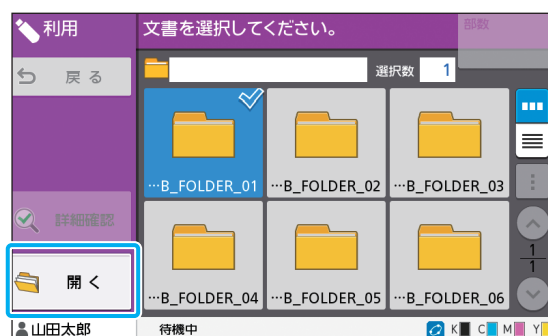 利用
文書を選択してください。
部数
戻る
選択数 1
…B_FOLDER_01
…B_FOLDER_02
…B_FOLDER_03
詳細確認
開く
1
1
…B_FOLDER_04
…B_FOLDER_05
…B_FOLDER_06
山田太郎
待機中
K C M Y